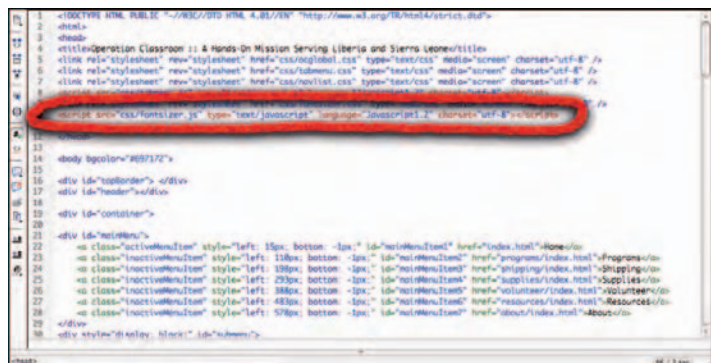 1 <!DOCTYPE HTML PUBLIC "-//W3C//DTD HTML 4.01//EN" "http://www.w3.org/TR/html4/strict.dtd">
2 <html>
3 <head>
4 <title>Operation Classroom :: A Hands-On Mission Serving Liberia and Sierra Leone</title>
5 <link rel="stylesheet" rev="stylesheet" href="css/ocglobal.css" type="text/css" media="screen" charset="utf-8" />
6 <link rel="stylesheet" rev="stylesheet" href="css/tabmenu.css" type="text/css" media="screen" charset="utf-8" />
7 <link rel="stylesheet" rev="stylesheet" href="css/navlist.css" type="text/css" media="screen" charset="utf-8" />
/>
<script src="css/fontsizer.js" type="text/javascript" language="Javascript1.2" charset="utf-8"></script>
12 </head>
13
14 <body bgcolor="#697172">
15
16 <div id="topBorder"> </div>
17 <div id="header"></div>
18
19 <div id="container">
20
21 <div id="mainMenu">
22 <a class="activeMenuItem" style="left: 15px; bottom: -1px;" id="mainMenuItem1" href="index.html">Home</a>
23 <a class="inactiveMenuItem" style="left: 110px; bottom: -1px;" id="mainMenuItem2" href="programs/index.html">Programs</a>
24 <a class="inactiveMenuItem" style="left: 198px; bottom: -1px;" id="mainMenuItem3" href="shipping/index.html">Shipping</a>
25 <a class="inactiveMenuItem" style="left: 293px; bottom: -1px;" id="mainMenuItem4" href="supplies/index.html">Supplies</a>
26 <a class="inactiveMenuItem" style="left: 388px; bottom: -1px;" id="mainMenuItem5" href="volunteer/index.html">Volunteer</a>
27 <a class="inactiveMenuItem" style="left: 483px; bottom: -1px;" id="mainMenuItem6" href="resources/index.html">Resources</a>
28 <a class="inactiveMenuItem" style="left: 578px; bottom: -1px;" id="mainMenuItem7" href="about/index.html">About</a>
29 </div>
30 <div style="display: block;" id="submenu">